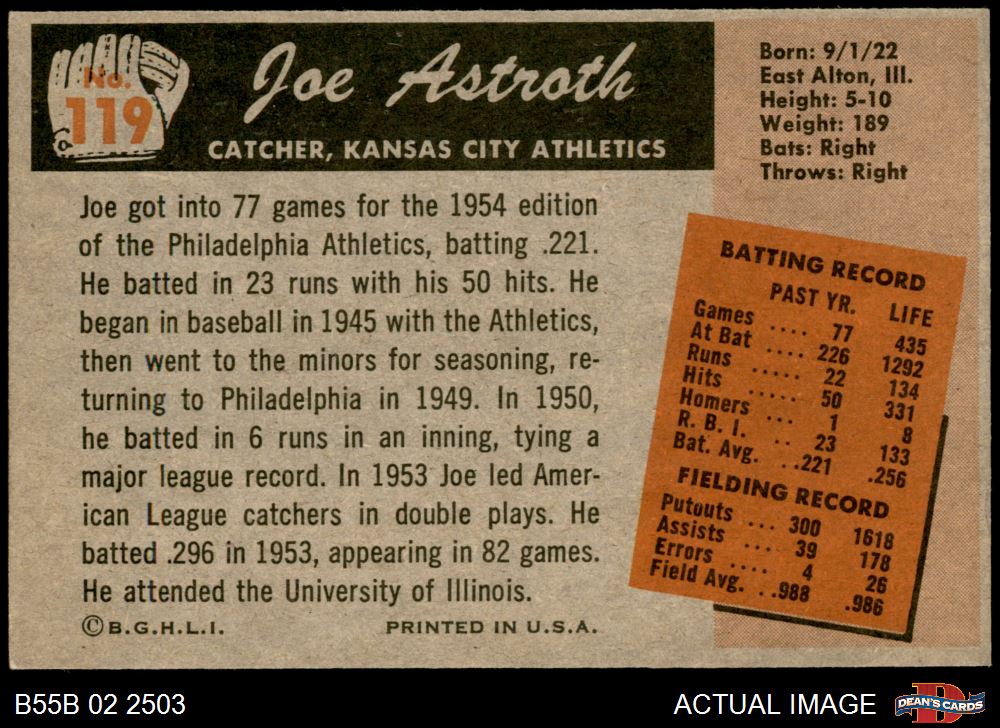 No.
119
Joe Astroth
CATCHER, KANSAS CITY ATHLETICS
Born: 9/1/22
East Alton, Ill.
Height: 5-10
Weight: 189
Bats: Right
Throws: Right
Joe got into 77 games for the 1954 edition
of the Philadelphia Athletics, batting .221.
He batted in 23 runs with his 50 hits. He
began in baseball in 1945 with the Athletics,
then went to the minors for seasoning, re-
turning to Philadelphia in 1949. In 1950,
he batted in 6 runs in an inning, tying a
major league record. In 1953 Joe led Amer-
ican League catchers in double plays. He
batted .296 in 1953, appearing in 82 games.
He attended the University of Illinois.
©B.G.H.L.I. PRINTED IN U.S.A.
BATTING RECORD
PAST YR. LIFE
Games .... 77 435
At Bat .... 226 1292
Runs ..... 22 134
Hits ..... 50 331
Homers ... 1 8
R. B. I. .. 23 133
Bat. Avg. ..221 .256
FIELDING RECORD
Putouts ... 300 1618
Assists ... 39 178
Errors .... 4 26
Field Avg. ..988 .986
B55B 02 2503
ACTUAL IMAGE
D
DEAN'S CARDS